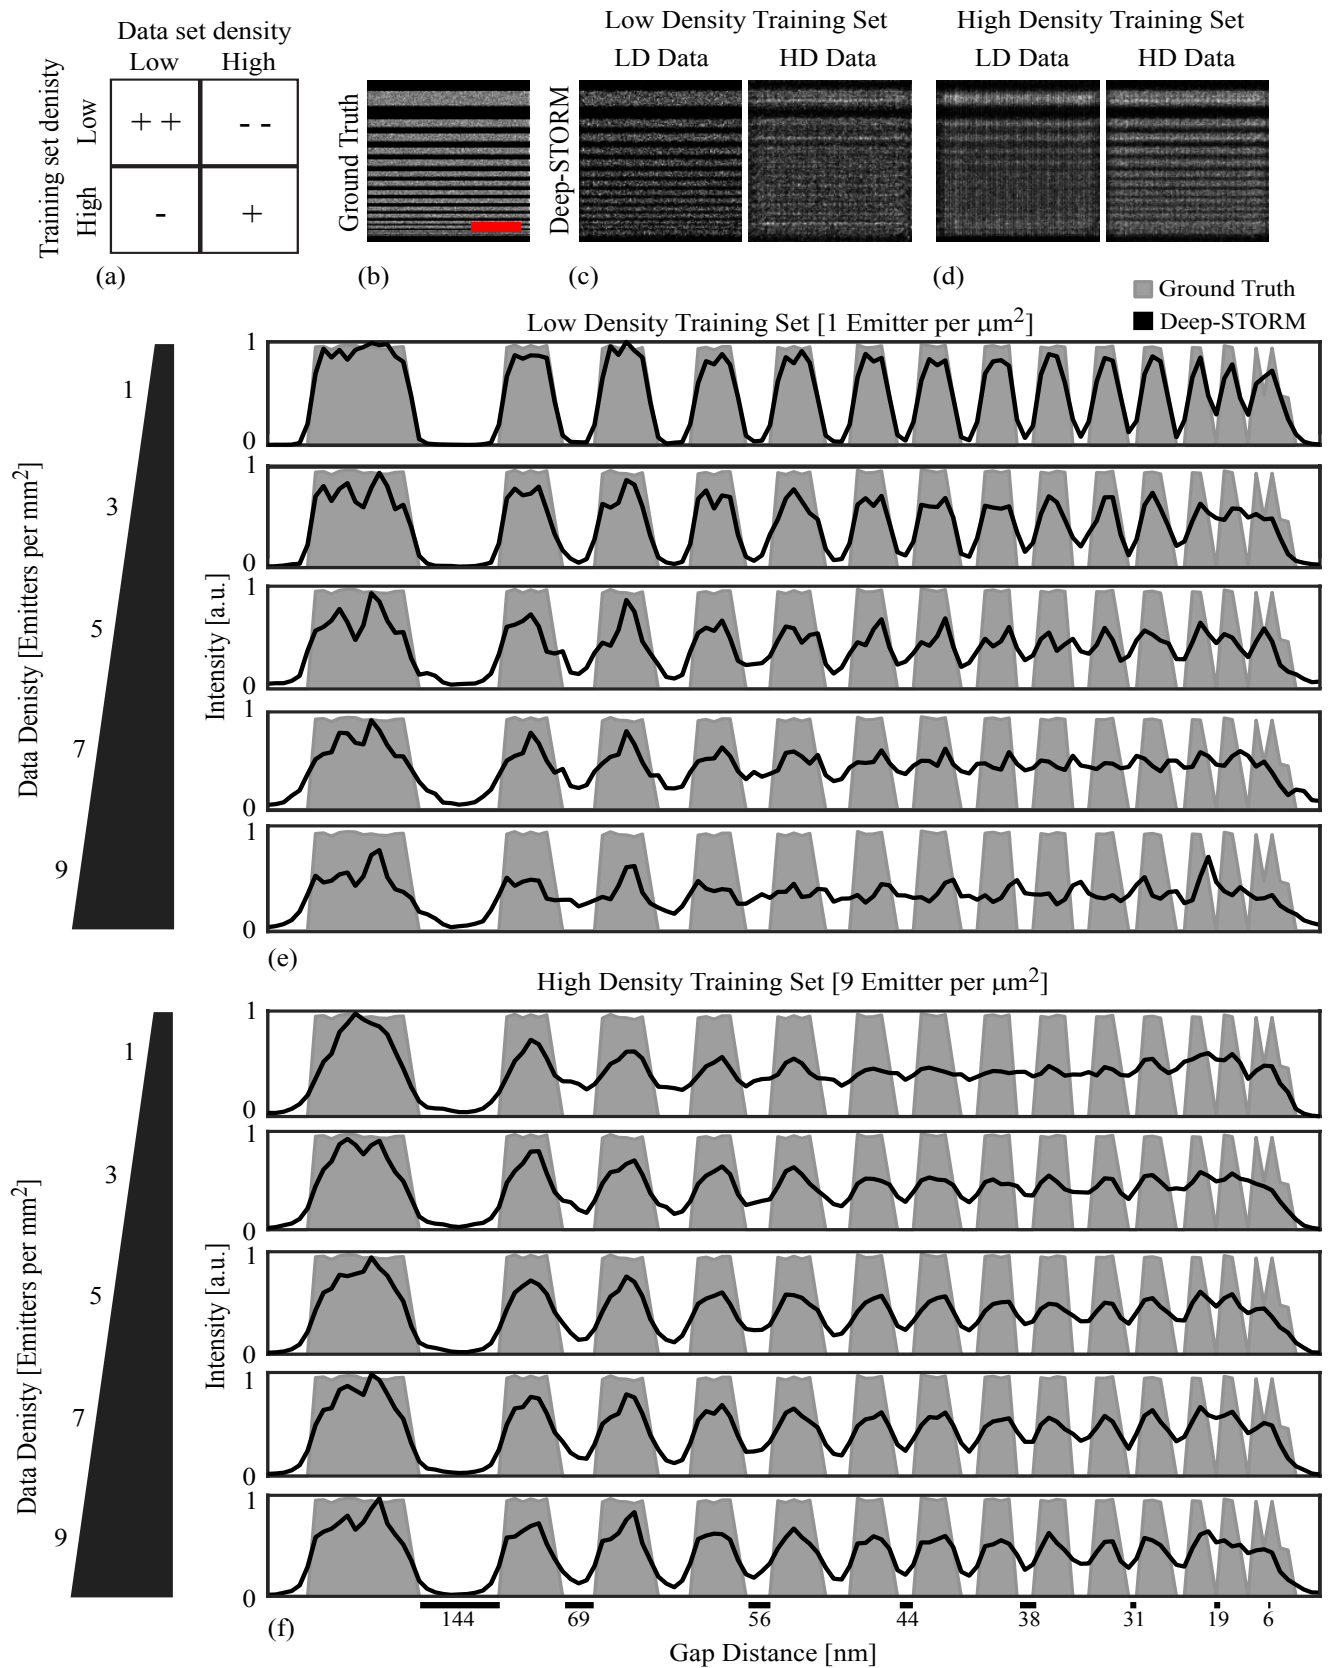 Data set density
Low High
Training set denisty
Low
High
+ +
- -
-
+
(a)
Ground Truth
(b)
Low Density Training Set
LD Data HD Data
Deep-STORM
(c)
High Density Training Set
LD Data HD Data
(d)
Ground Truth
Deep-STORM
Low Density Training Set [1 Emitter per μm2]
Data Denisty [Emitters per mm2]
1
3
5
7
9
Intensity [a.u.]
1
0
1
0
1
0
1
0
1
0
(e)
High Density Training Set [9 Emitter per μm2]
Data Denisty [Emitters per mm2]
1
3
5
7
9
Intensity [a.u.]
1
0
1
0
1
0
1
0
1
0
144 69 56 44 38 31 19 6
(f)
Gap Distance [nm]